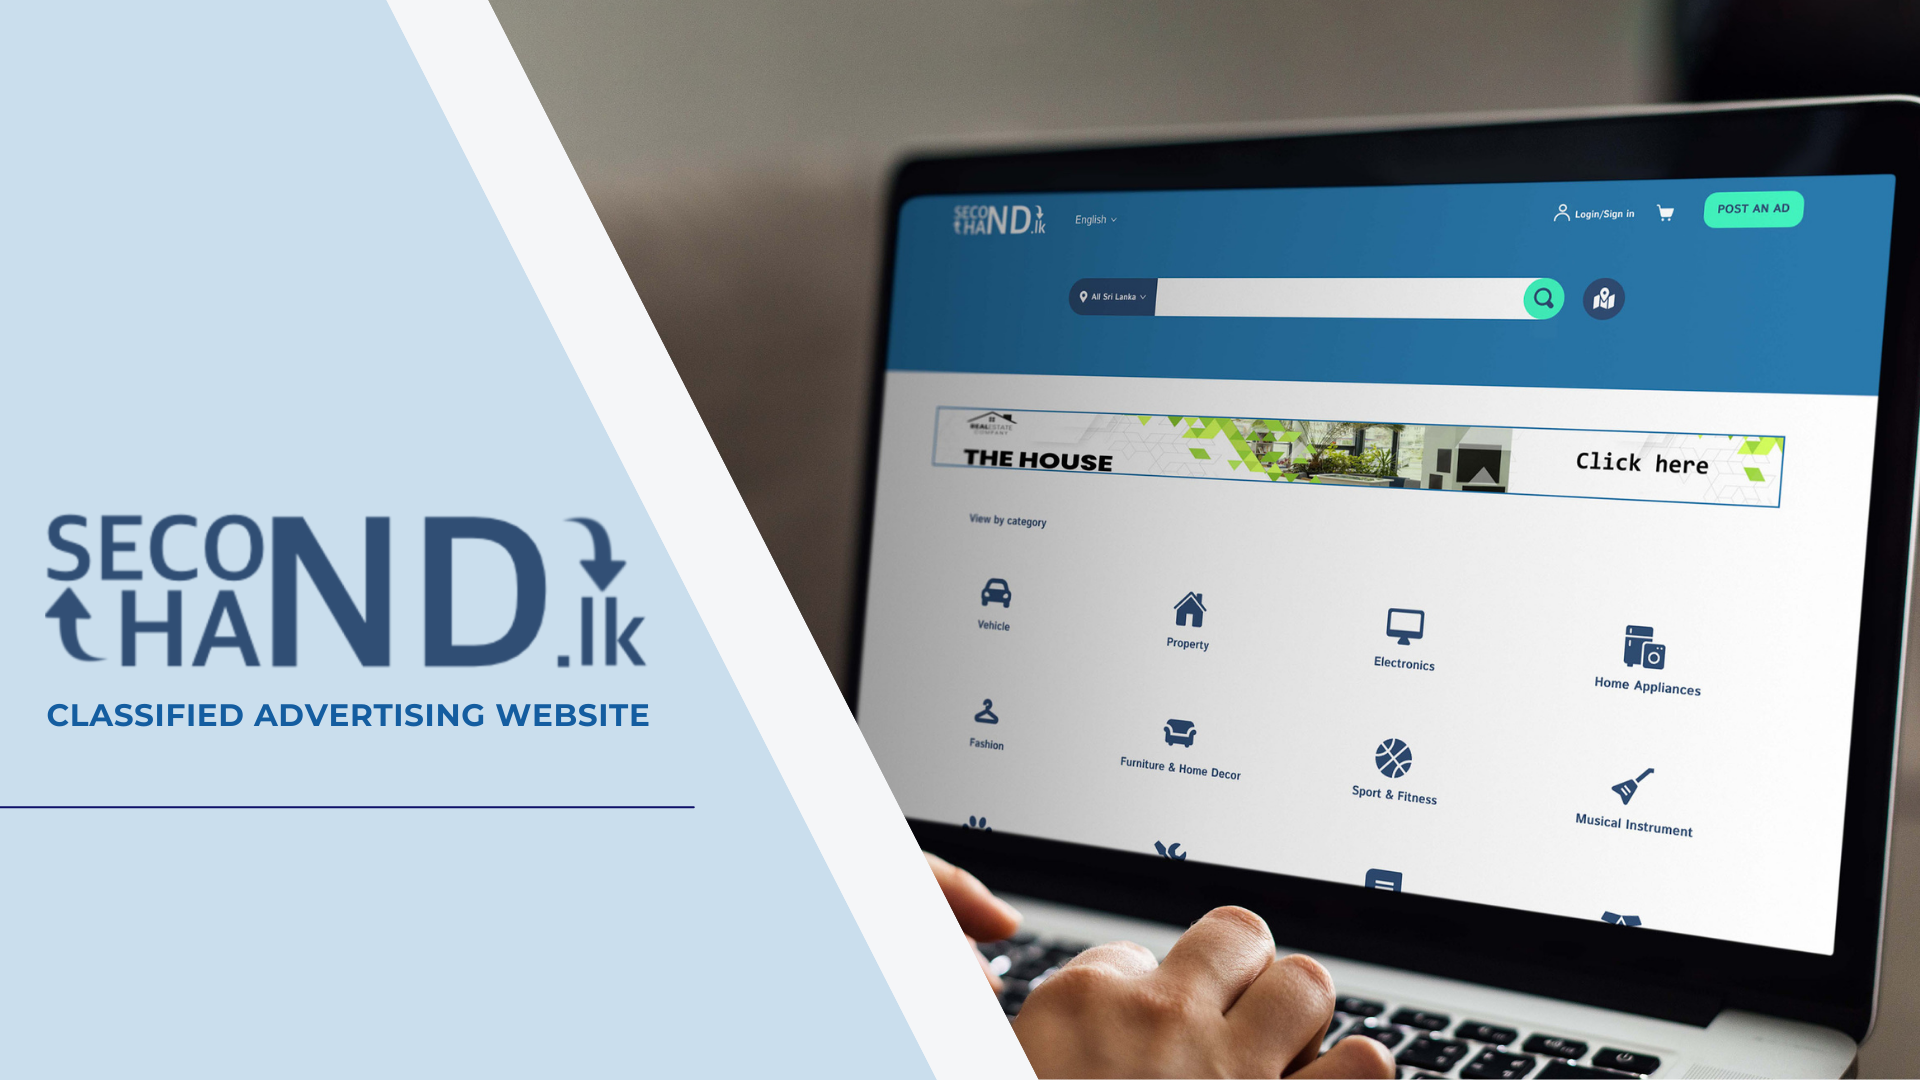 SECOND
HAND.lk
CLASSIFIED ADVERTISING WEBSITE
SECOND
HAND.lk
English
Login/Sign in
POST AN AD
All Sri Lanka
REALESTATE
COMPANY
THE HOUSE
Click here
View by category
Vehicle
Property
Electronics
Home Appliances
Fashion
Furniture & Home Decor
Sport & Fitness
Musical Instrument